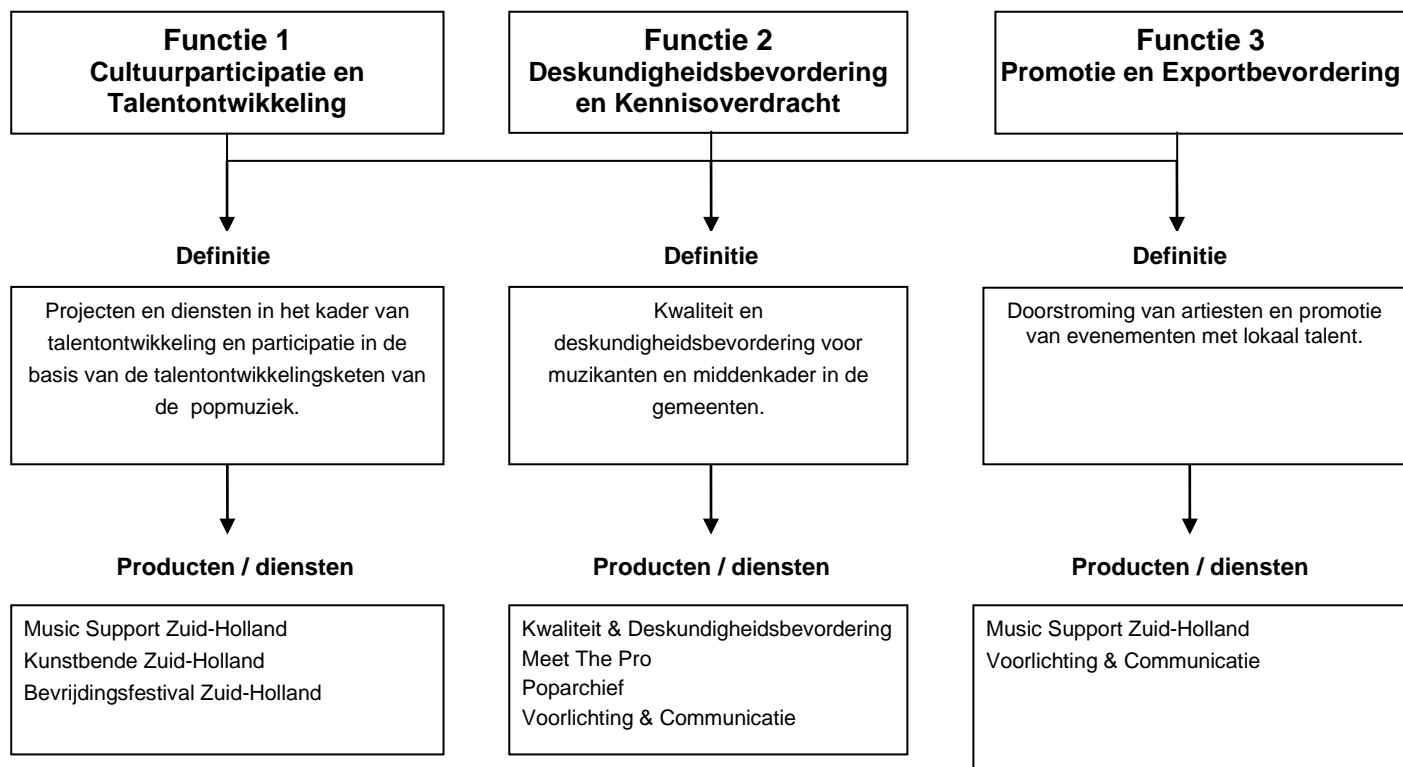 Functie 1
Cultuurparticipatie en
Talentontwikkeling
Functie 2
Deskundigheidsbevordering
en Kennisoverdracht
Functie 3
Promotie en Exportbevordering
Definitie
Projecten en diensten in het kader van
talentontwikkeling en participatie in de
basis van de talentontwikkelingsketen van
de popmuziek.
Definitie
Kwaliteit en
deskundigheidsbevordering voor
muzikanten en middenkader in de
gemeenten.
Definitie
Doorstroming van artiesten en promotie
van evenementen met lokaal talent.
Producten / diensten
Music Support Zuid-Holland
Kunstbende Zuid-Holland
Bevrijdingsfestival Zuid-Holland
Producten / diensten
Kwaliteit & Deskundigheidsbevordering
Meet The Pro
Poparchief
Voorlichting & Communicatie
Producten / diensten
Music Support Zuid-Holland
Voorlichting & Communicatie